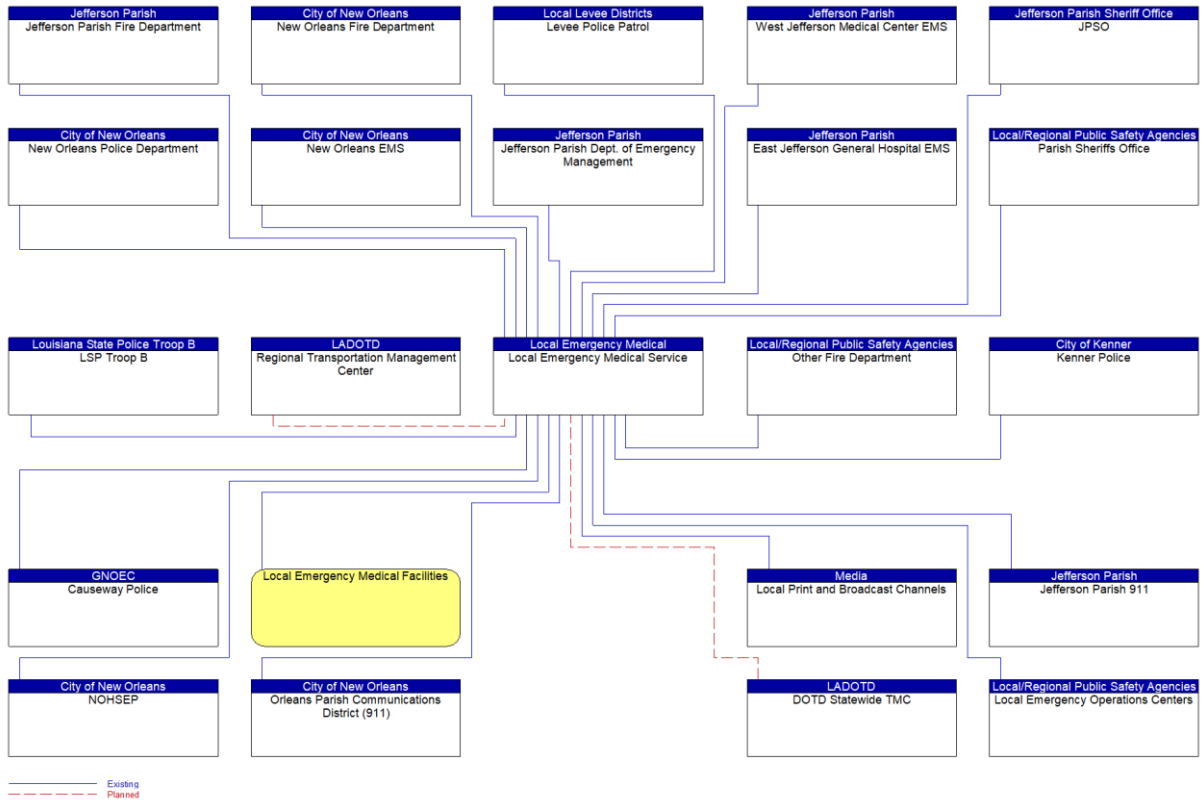 Jefferson Parish
Jefferson Parish Fire Department
City of New Orleans
New Orleans Fire Department
Local Levee Districts
Levee Police Patrol
Jefferson Parish
West Jefferson Medical Center EMS
Jefferson Parish Sheriff Office
JPSO
City of New Orleans
New Orleans Police Department
City of New Orleans
New Orleans EMS
Jefferson Parish
Jefferson Parish Dept. of Emergency
Management
Jefferson Parish
East Jefferson General Hospital EMS
Local/Regional Public Safety Agencies
Parish Sheriffs Office
Louisiana State Police Troop B
LSP Troop B
LADOTD
Regional Transportation Management
Center
Local Emergency Medical
Local Emergency Medical Service
Local/Regional Public Safety Agencies
Other Fire Department
City of Kenner
Kenner Police
GNOEC
Causeway Police
Local Emergency Medical Facilities
Media
Local Print and Broadcast Channels
Jefferson Parish
Jefferson Parish 911
City of New Orleans
NOHSEP
City of New Orleans
Orleans Parish Communications
District (911)
LADOTD
DOTD Statewide TMC
Local/Regional Public Safety Agencies
Local Emergency Operations Centers
Existing
Planned